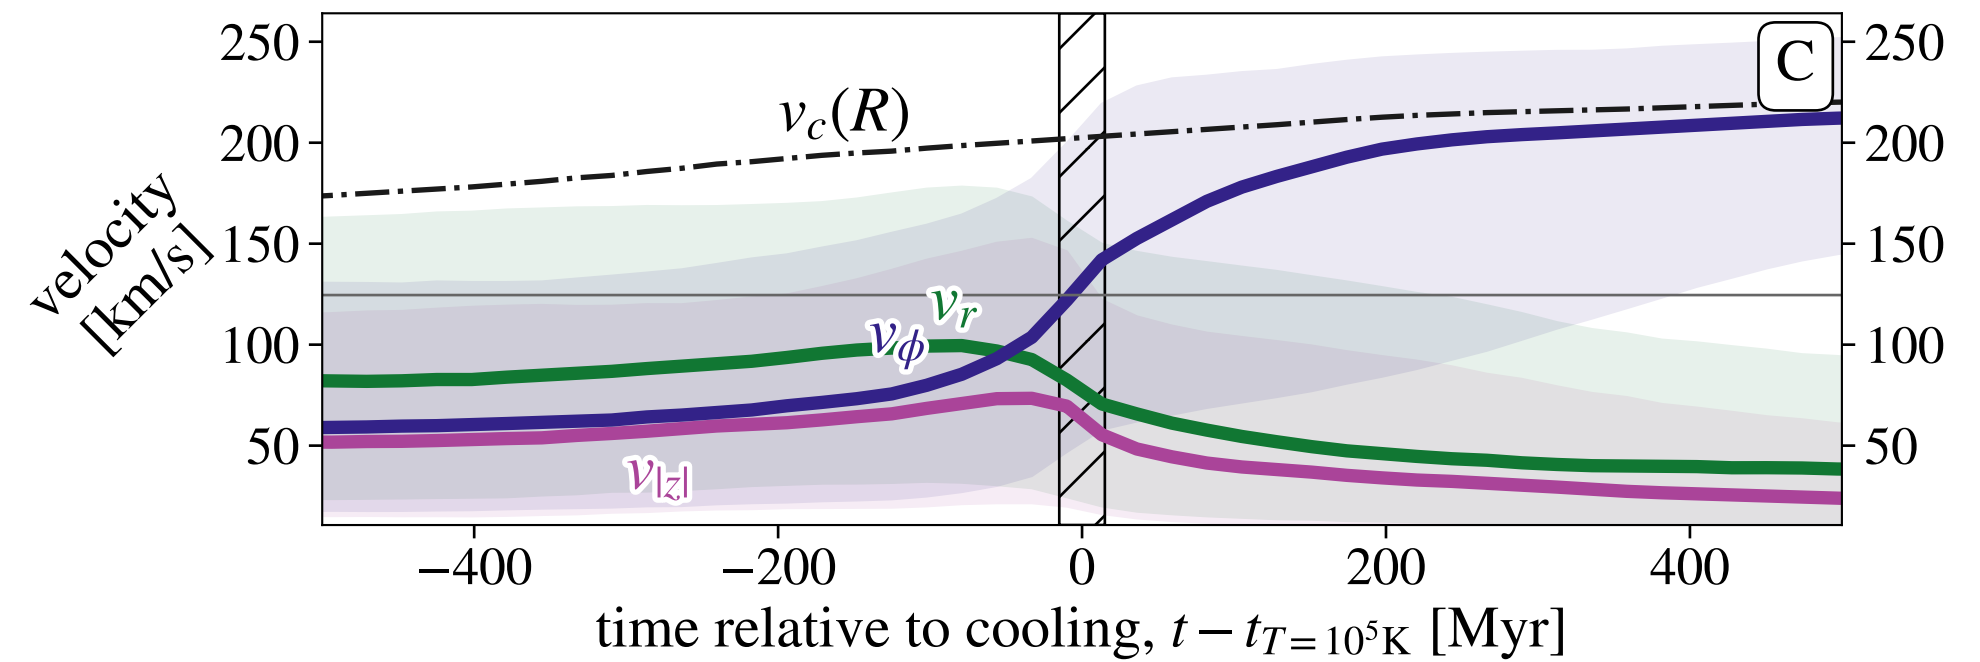 250
200
150
100
50
velocity
[km/s]
v_c(R)
v_r
v_ϕ
v_|z|
C
250
200
150
100
50
−400 −200 0 200 400
time relative to cooling, t − t_{T=10^5K} [Myr]